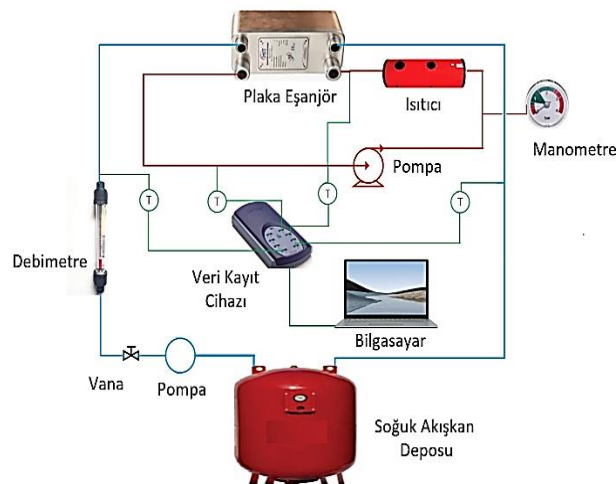 Plaka Eşanjör
Isıtıcı
Manometre
Pompa
T
T
T
T
Debimetre
Veri Kayıt
Cihazı
Bilgasayar
Vana
Pompa
Soğuk Akışkan
Deposu